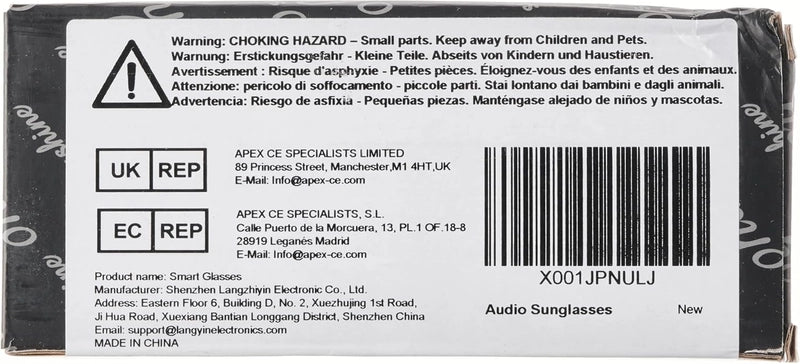 Warning: CHOKING HAZARD – Small parts. Keep away from Children and Pets.
Warnung: Erstickungsgefahr - Kleine Teile. Abseits von Kindern und Haustieren.
Avertissement : Risque d'asphyxie - Petites pièces. Éloignez-vous des enfants et des animaux.
Attenzione: pericolo di soffocamento - piccole parti. Stai lontano dai bambini e dagli animali.
Advertencia: Riesgo de asfixia - Pequeñas piezas. Manténgase alejado de niños y mascotas.
UK REP
APEX CE SPECIALISTS LIMITED
89 Princess Street, Manchester,M1 4HT,UK
E-Mail: Info@apex-ce.com
EC REP
APEX CE SPECIALISTS, S.L.
Calle Puerto de la Morcuera, 13, PL.1 OF.18-8
28919 Leganés Madrid
E-Mail: Info@apex-ce.com
Product name: Smart Glasses
Manufacturer: Shenzhen Langzhiyin Electronic Co., Ltd.
Address: Eastern Floor 6, Building D, No. 2, Xuezhujing 1st Road,
Ji Hua Road, Xuexiang Bantian Longgang District, Shenzhen China
Email: support@langyinelectronics.com
MADE IN CHINA
X001JPNULJ
Audio Sunglasses New
shine